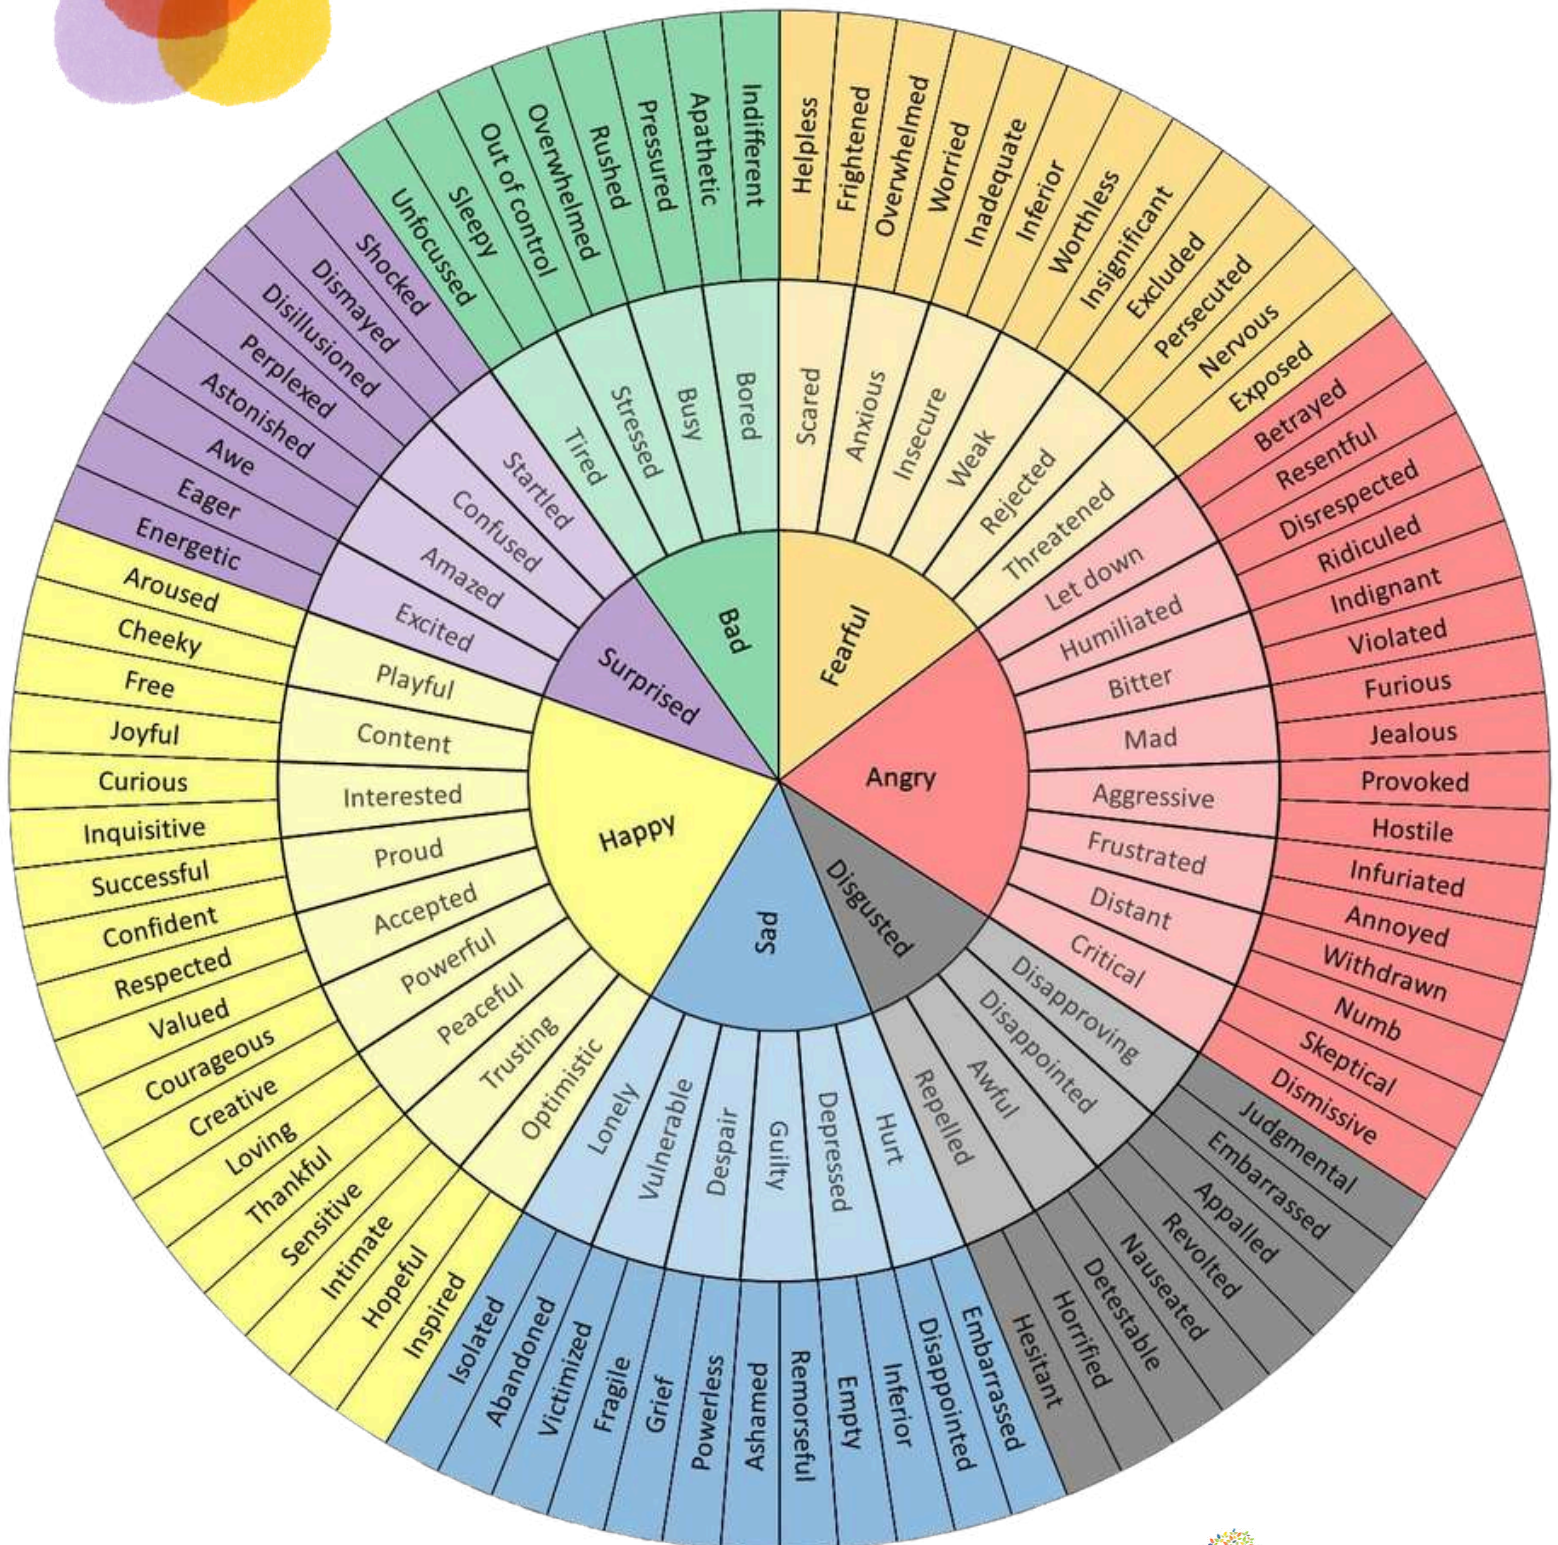 Fearful
Angry
Disgusted
Sad
Happy
Surprised
Bad
Scared
Anxious
Insecure
Weak
Rejected
Threatened
Let down
Humiliated
Bitter
Mad
Aggressive
Frustrated
Distant
Critical
Disapproving
Disappointed
Awful
Repelled
Hurt
Depressed
Guilty
Despair
Vulnerable
Lonely
Optimistic
Trusting
Peaceful
Powerful
Accepted
Proud
Interested
Content
Playful
Excited
Amazed
Confused
Startled
Tired
Stressed
Busy
Bored
Helpless
Frightened
Overwhelmed
Worried
Inadequate
Inferior
Worthless
Insignificant
Excluded
Persecuted
Nervous
Exposed
Betrayed
Resentful
Disrespected
Ridiculed
Indignant
Violated
Furious
Jealous
Provoked
Hostile
Infuriated
Annoyed
Withdrawn
Numb
Skeptical
Dismissive
Judgmental
Embarrassed
Appalled
Revolted
Nauseated
Detestable
Horrified
Hesitant
Embarrassed
Disappointed
Inferior
Empty
Remorseful
Ashamed
Powerless
Grief
Fragile
Victimized
Abandoned
Isolated
Inspired
Hopeful
Intimate
Sensitive
Thankful
Loving
Creative
Courageous
Valued
Respected
Confident
Successful
Inquisitive
Curious
Joyful
Free
Cheeky
Aroused
Energetic
Eager
Awe
Astonished
Perplexed
Disillusioned
Dismayed
Shocked
Unfocussed
Sleepy
Out of control
Overwhelmed
Rushed
Pressured
Apathetic
Indifferent